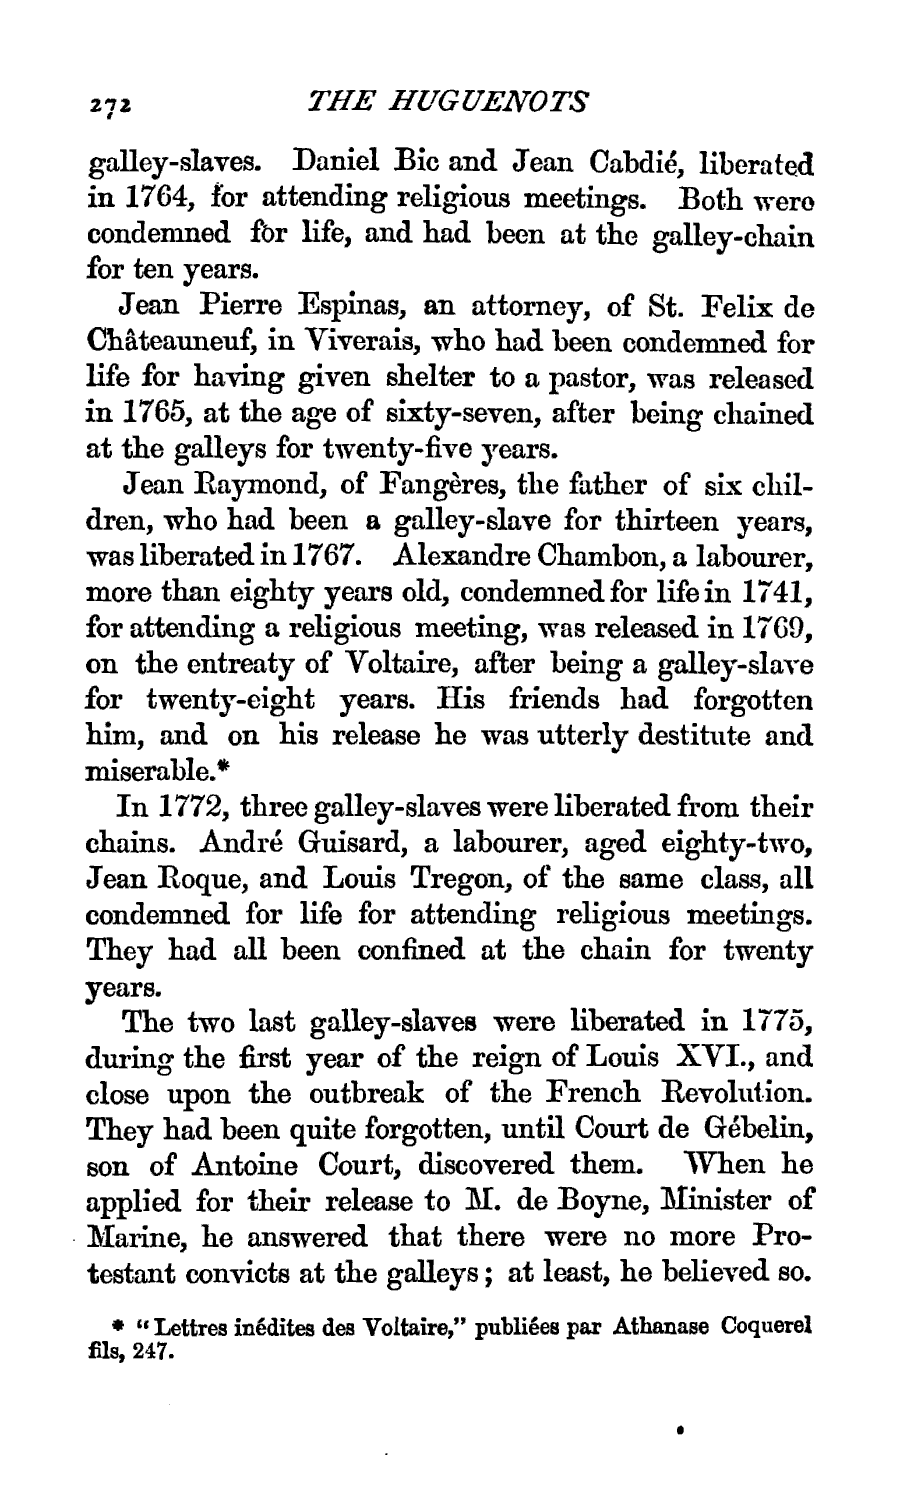 272 THE HUGUENOTS
galley-slaves. Daniel Bic and Jean Cabdié, liberated
in 1764, for attending religious meetings. Both were
condemned for life, and had been at the galley-chain
for ten years.
Jean Pierre Espinas, an attorney, of St. Felix de
Châteauneuf, in Viverais, who had been condemned for
life for having given shelter to a pastor, was released
in 1765, at the age of sixty-seven, after being chained
at the galleys for twenty-five years.
Jean Raymond, of Fangères, the father of six chil-
dren, who had been a galley-slave for thirteen years,
was liberated in 1767. Alexandre Chambon, a labourer,
more than eighty years old, condemned for life in 1741,
for attending a religious meeting, was released in 1769,
on the entreaty of Voltaire, after being a galley-slave
for twenty-eight years. His friends had forgotten
him, and on his release he was utterly destitute and
miserable.*
In 1772, three galley-slaves were liberated from their
chains. André Guisard, a labourer, aged eighty-two,
Jean Roque, and Louis Tregon, of the same class, all
condemned for life for attending religious meetings.
They had all been confined at the chain for twenty
years.
The two last galley-slaves were liberated in 1775,
during the first year of the reign of Louis XVI., and
close upon the outbreak of the French Revolution.
They had been quite forgotten, until Court de Gébelin,
son of Antoine Court, discovered them. When he
applied for their release to M. de Boyne, Minister of
Marine, he answered that there were no more Pro-
testant convicts at the galleys; at least, he believed so.
* "Lettres inédites des Voltaire," publiées par Athanase Coquerel
fils, 247.